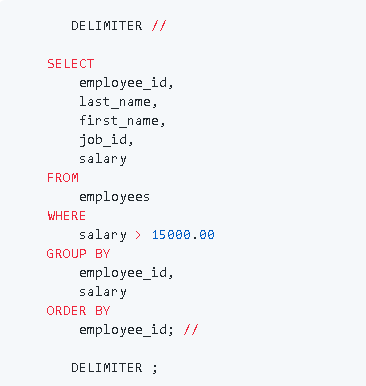 DELIMITER //
SELECT
employee_id,
last_name,
first_name,
job_id,
salary
FROM
employees
WHERE
salary > 15000.00
GROUP BY
employee_id,
salary
ORDER BY
employee_id; //
DELIMITER ;